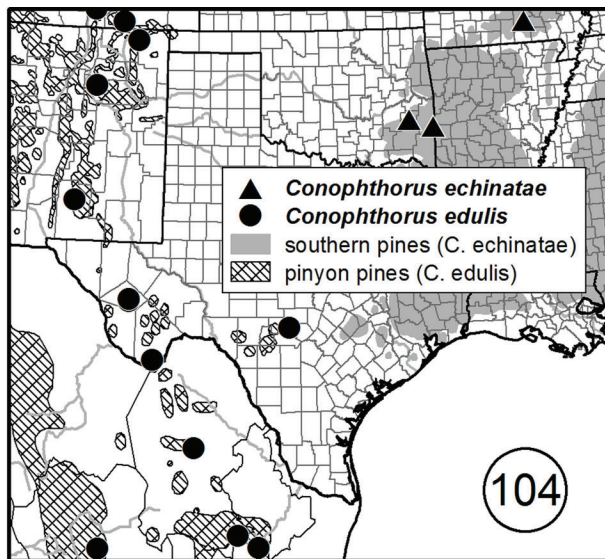 Conophthorus echinatae
Conophthorus edulis
southern pines (C. echinatae)
pinyon pines (C. edulis)
104